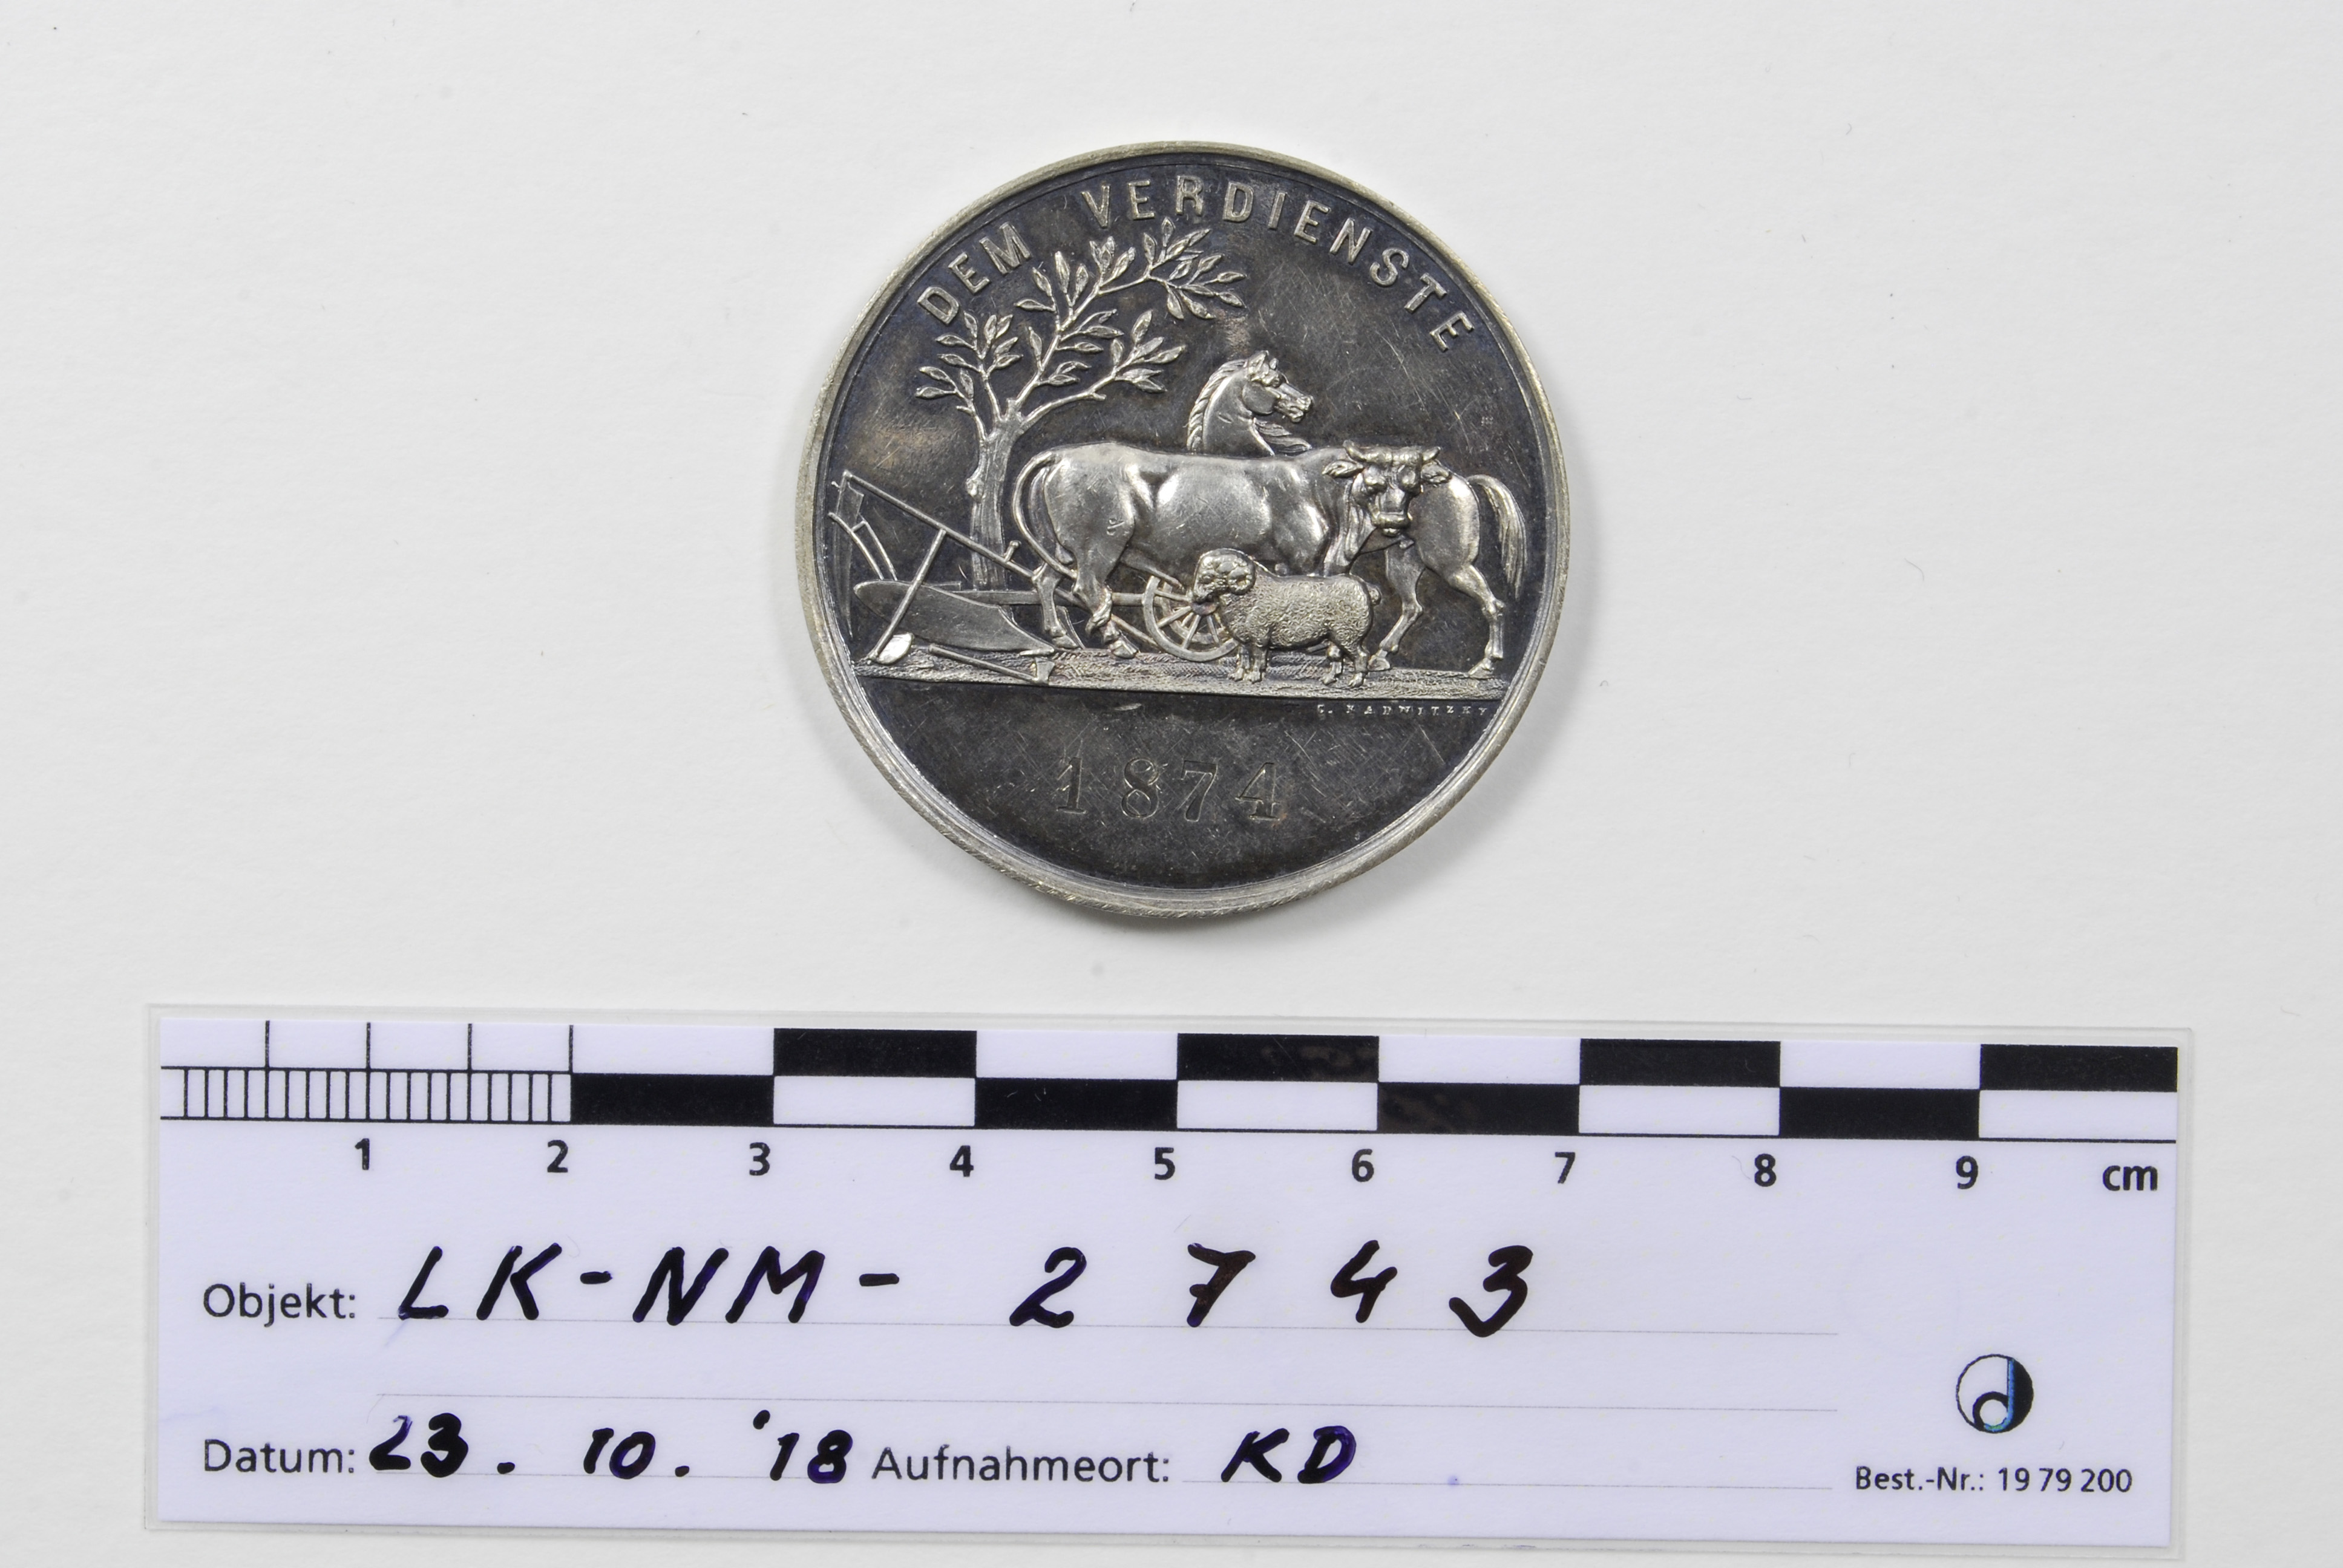 DEM VERDIENSTE
C. RADNITZKY
1874
1 2 3 4 5 6 7 8 9 cm
Objekt: LK-NM- 2743
Datum: 23. 10. '18 Aufnahmeort: KD
Best.-Nr.: 19 79 200